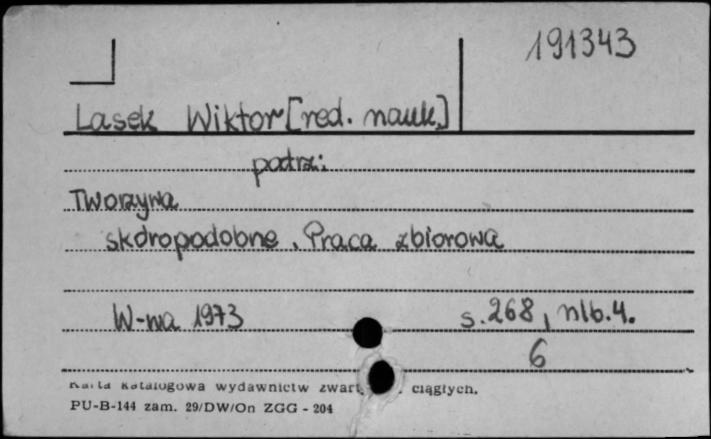 191343
Lasek Wiktor [red. nauk.]
patrz:
Tworzywa
skóropodobne. Praca zbiorowa
W-wa 1973 s. 268, nlb. 4.
6
Karta katalogowa wydawnictw ciągłych.
PU-B-144 zam. 29/DW/On ZGG - 204